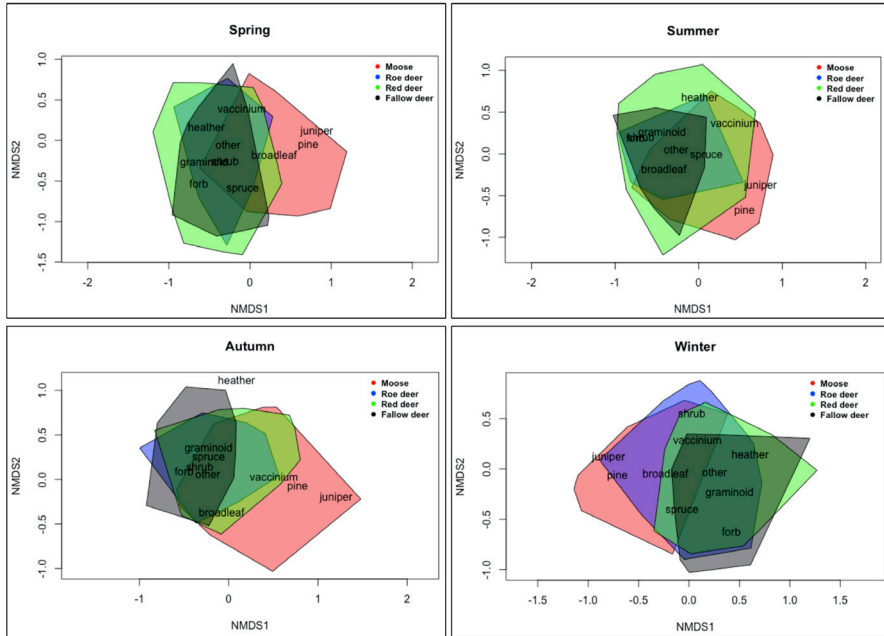 Spring
Moose
Roe deer
Red deer
Fallow deer
vaccinium
heather
juniper
other
pine
broadleaf
graminoid
shrub
forb
spruce
NMDS2
1.0
0.5
0.0
-0.5
-1.0
-1.5
-2 -1 0 1 2
NMDS1
Summer
Moose
Roe deer
Red deer
Fallow deer
heather
vaccinium
graminoid
shrub
other
spruce
broadleaf
juniper
pine
NMDS2
1.0
0.5
0.0
-0.5
-1.0
-2 -1 0 1 2
NMDS1
Autumn
Moose
Roe deer
Red deer
Fallow deer
heather
graminoid
spruce
shrub
forb
other
vaccinium
pine
juniper
broadleaf
NMDS2
1.0
0.5
0.0
-0.5
-1.0
-1 0 1 2
NMDS1
Winter
Moose
Roe deer
Red deer
Fallow deer
shrub
vaccinium
juniper
heather
pine
broadleaf
other
graminoid
spruce
forb
NMDS2
0.5
0.0
-0.5
-1.0
-1.5 -1.0 -0.5 0.0 0.5 1.0 1.5
NMDS1